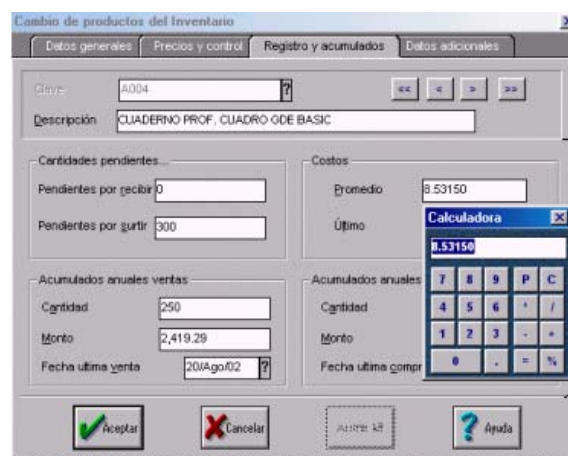 Cambio de productos del Inventario
Datos generales Precios y control Registro y acumulados Datos adicionales
Clave A004 ? << < > >>
Descripción CUADERNO PROF. CUADRO GDE BASIC
Cantidades pendientes... Costos
Pendientes por recibir 0 Promedio 8.53150
Pendientes por surtir 300 Último
Calculadora
8.53150
7 8 9 P C
4 5 6 * /
1 2 3 - +
0 . = %
Acumulados anuales ventas Acumulados anuales
Cantidad 250 Cantidad
Monto 2,419.29 Monto
Fecha ultima venta 20/Ago/02 ? Fecha ultima compr
Aceptar Cancelar Ayuda